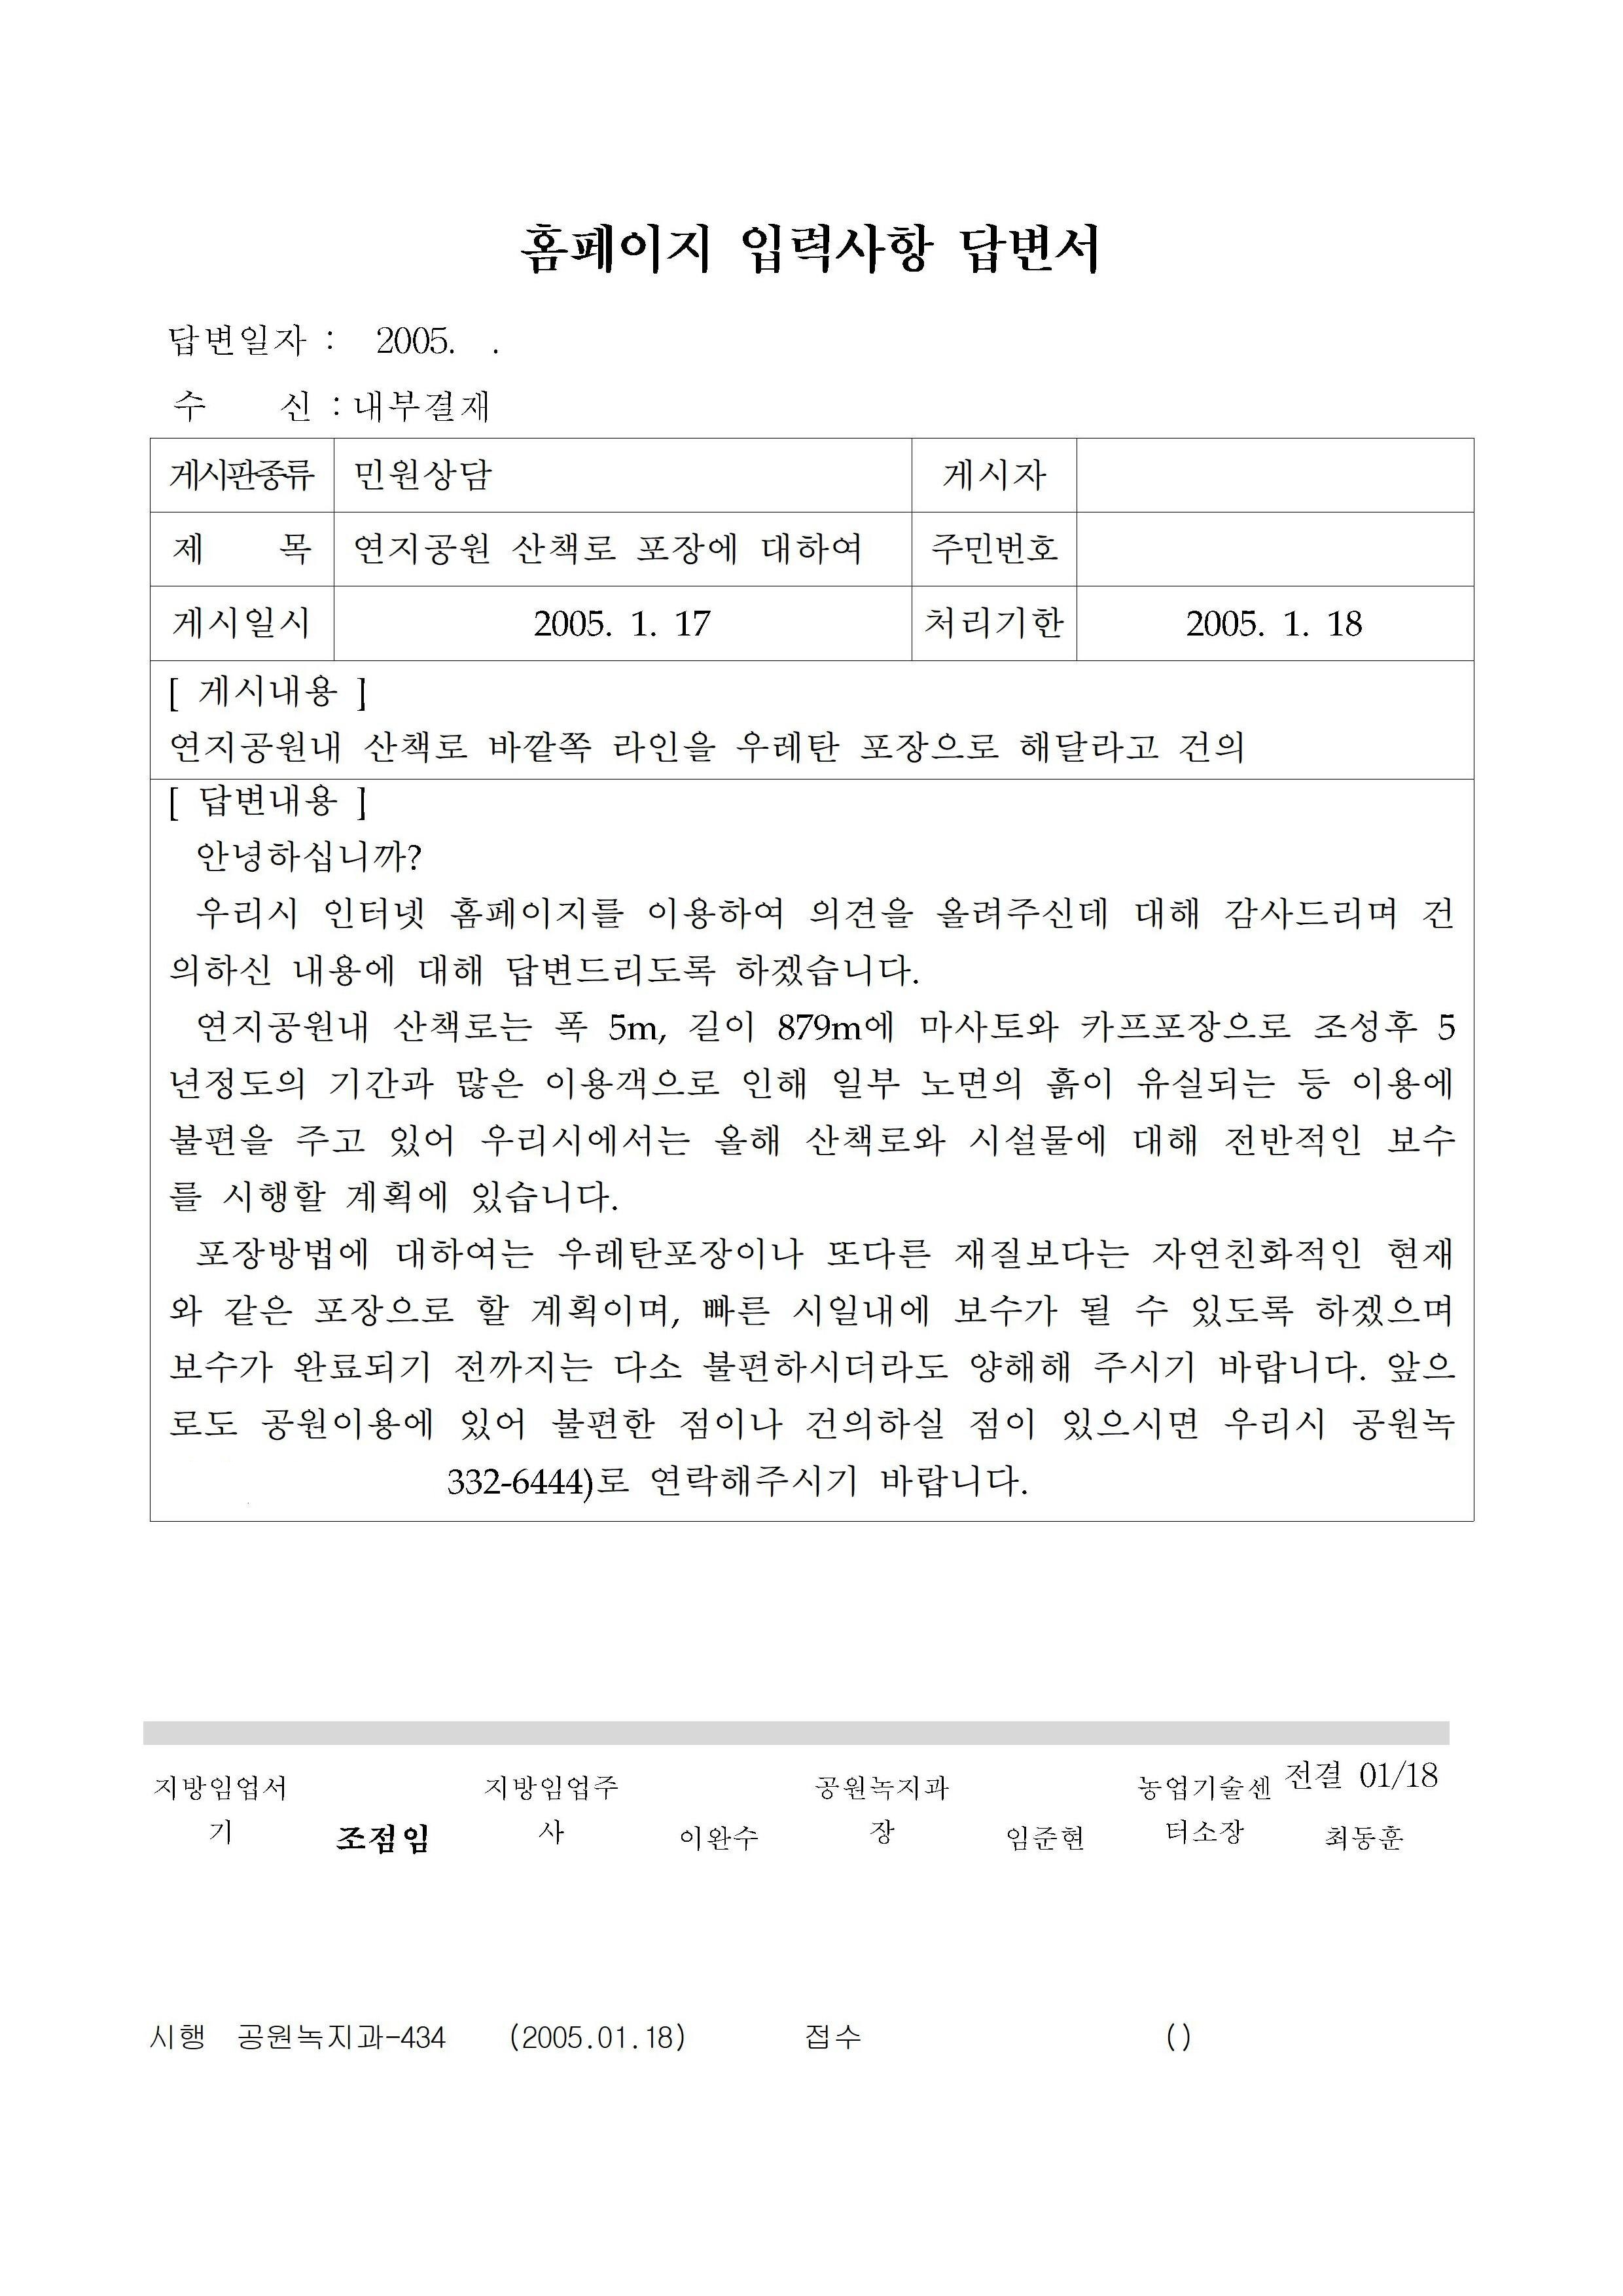 홈페이지 입력사항 답변서
답변일자 : 2005. .
수 신 : 내부결재
게시판종류 민원상담 게시자
제 목 연지공원 산책로 포장에 대하여 주민번호
게시일시 2005. 1. 17 처리기한 2005. 1. 18
[ 게시내용 ]
연지공원내 산책로 바깥쪽 라인을 우레탄 포장으로 해달라고 건의
[ 답변내용 ]
안녕하십니까?
우리시 인터넷 홈페이지를 이용하여 의견을 올려주신데 대해 감사드리며 건
의하신 내용에 대해 답변드리도록 하겠습니다.
연지공원내 산책로는 폭 5m, 길이 879m에 마사토와 카프포장으로 조성후 5
년정도의 기간과 많은 이용객으로 인해 일부 노면의 흙이 유실되는 등 이용에
불편을 주고 있어 우리시에서는 올해 산책로와 시설물에 대해 전반적인 보수
를 시행할 계획에 있습니다.
포장방법에 대하여는 우레탄포장이나 또다른 재질보다는 자연친화적인 현재
와 같은 포장으로 할 계획이며, 빠른 시일내에 보수가 될 수 있도록 하겠으며
보수가 완료되기 전까지는 다소 불편하시더라도 양해해 주시기 바랍니다. 앞으
로도 공원이용에 있어 불편한 점이나 건의하실 점이 있으시면 우리시 공원녹
332-6444)로 연락해주시기 바랍니다.
지방임업서 지방임업주 공원녹지과 농업기술센 전결 01/18
기 조점임 사 이완수 장 임준현 터소장 최동훈
시행 공원녹지과-434 (2005.01.18) 접수 ()